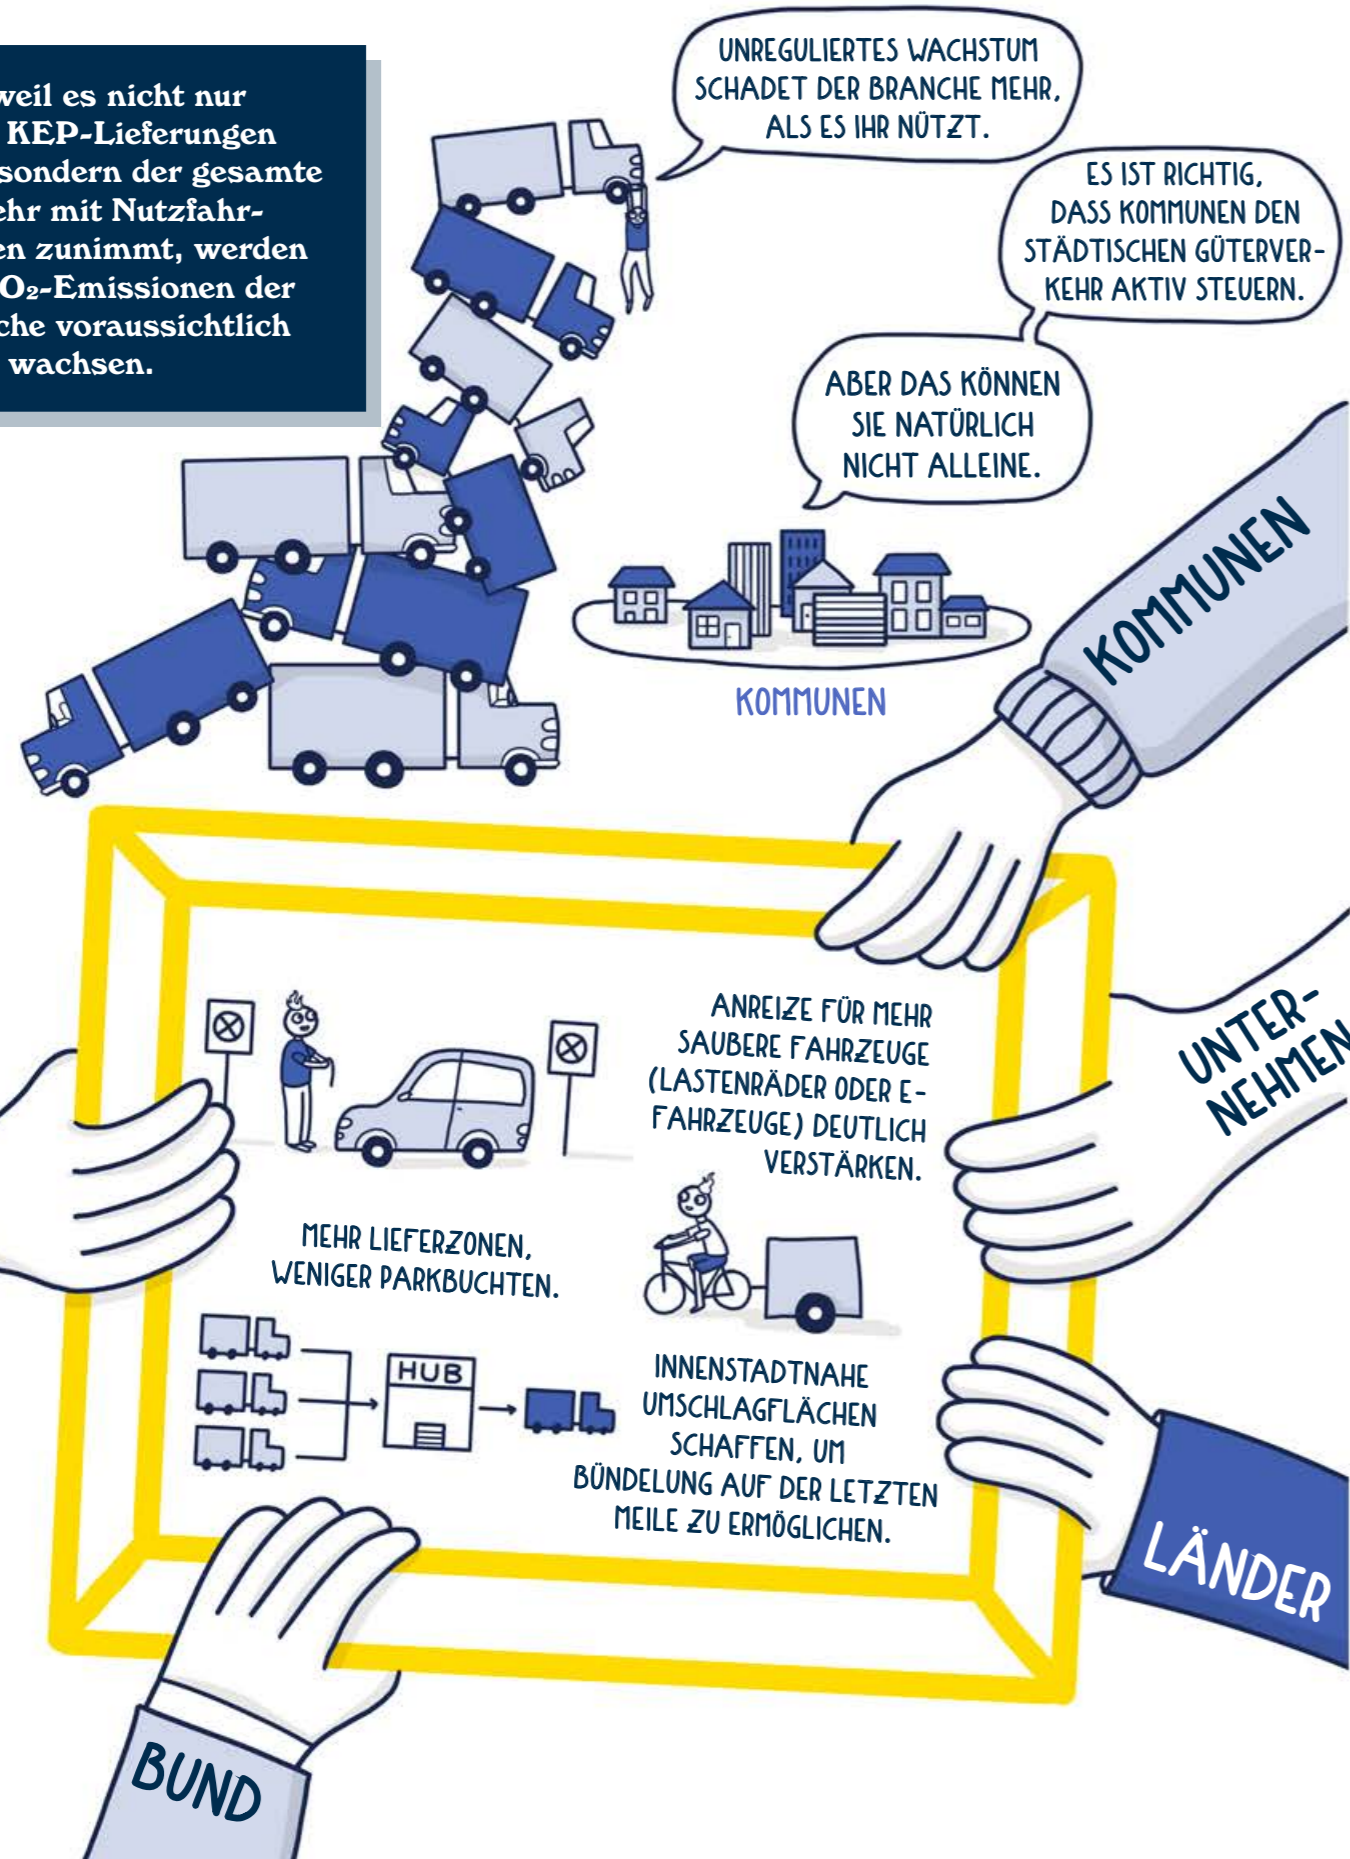 weil es nicht nur
KEP-Lieferungen
sondern der gesamte
mit Nutzfahr-
zunimmt, werden
O₂-Emissionen der
voraussichtlich
wachsen.
UNREGULIERTES WACHSTUM
SCHADET DER BRANCHE MEHR,
ALS ES IHR NÜTZT.
ES IST RICHTIG,
DASS KOMMUNEN DEN
STÄDTISCHEN GÜTERVER-
KEHR AKTIV STEUERN.
ABER DAS KÖNNEN
SIE NATÜRLICH
NICHT ALLEINE.
KOMMUNEN
KOMMUNEN
UNTER-
NEHMEN
ANREIZE FÜR MEHR
SAUBERE FAHRZEUGE
(LASTENRÄDER ODER E-
FAHRZEUGE) DEUTLICH
VERSTÄRKEN.
MEHR LIEFERZONEN,
WENIGER PARKBUCHTEN.
HUB
INNENSTADTNAHE
UMSCHLAGFLÄCHEN
SCHAFFEN, UM
BÜNDELUNG AUF DER LETZTEN
MEILE ZU ERMÖGLICHEN.
LÄNDER
BUND